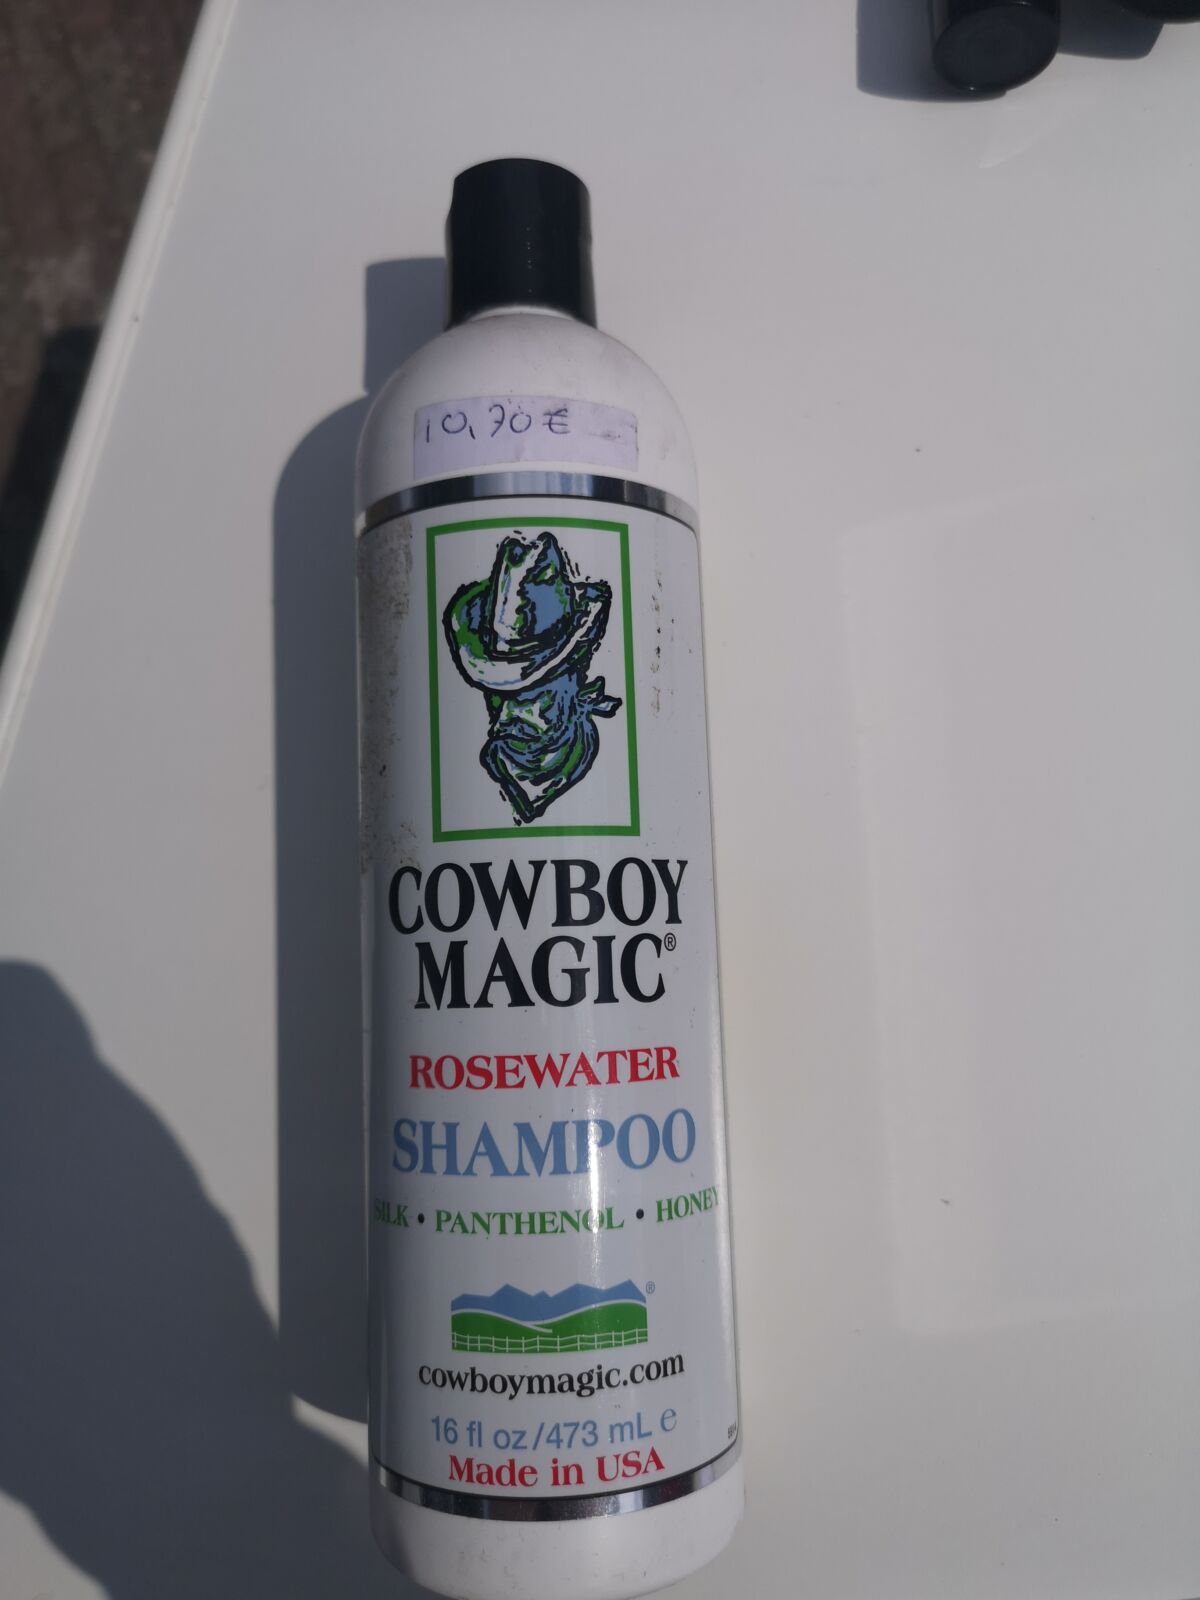 10,70€
COWBOY
MAGIC®
ROSEWATER
SHAMPOO
SILK • PANTHENOL • HONEY
®
cowboymagic.com
16 fl oz/473 mL e
Made in USA